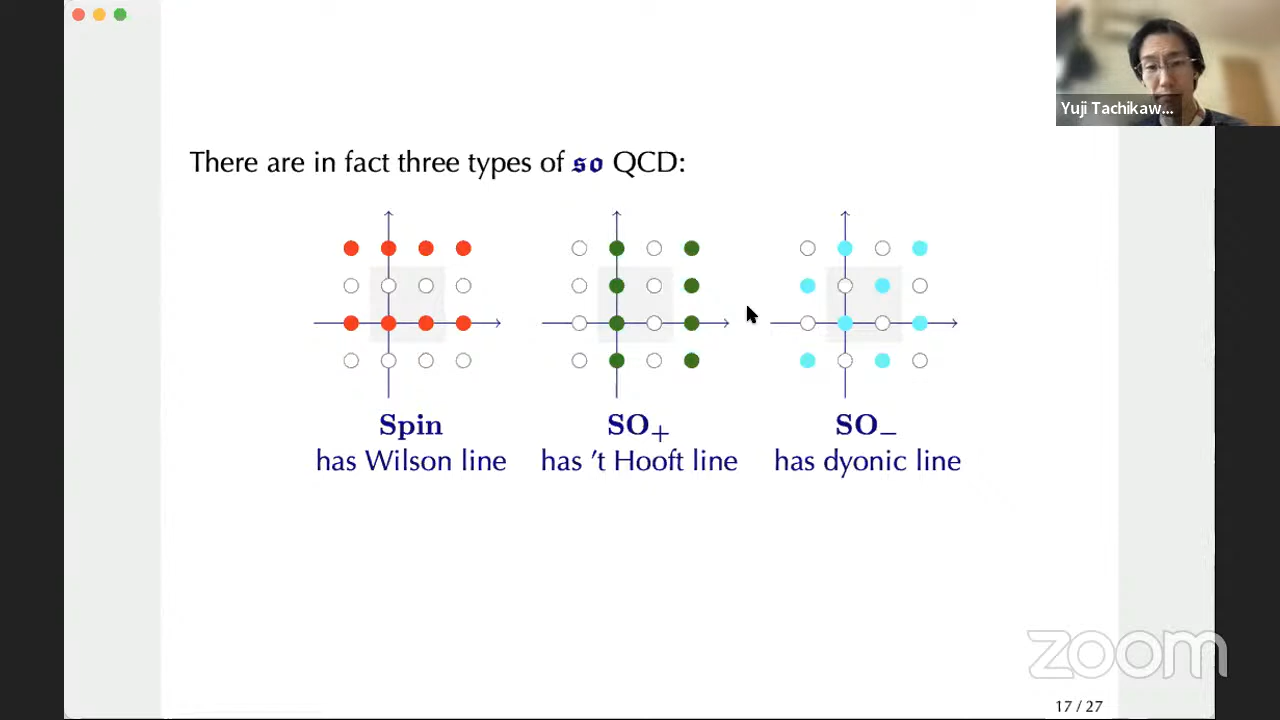 Yuji Tachikaw...
There are in fact three types of 𝖘𝖔 QCD:
Spin
has Wilson line
SO₊
has 't Hooft line
SO₋
has dyonic line
zoom
17 / 27